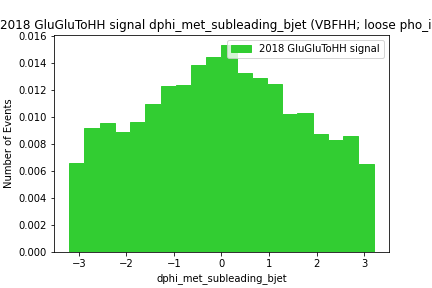 2018 GluGluToHH signal dphi_met_subleading_bjet (VBFHH; loose pho_i
2018 GluGluToHH signal
Number of Events
0.016
0.014
0.012
0.010
0.008
0.006
0.004
0.002
0.000
−3 −2 −1 0 1 2 3
dphi_met_subleading_bjet